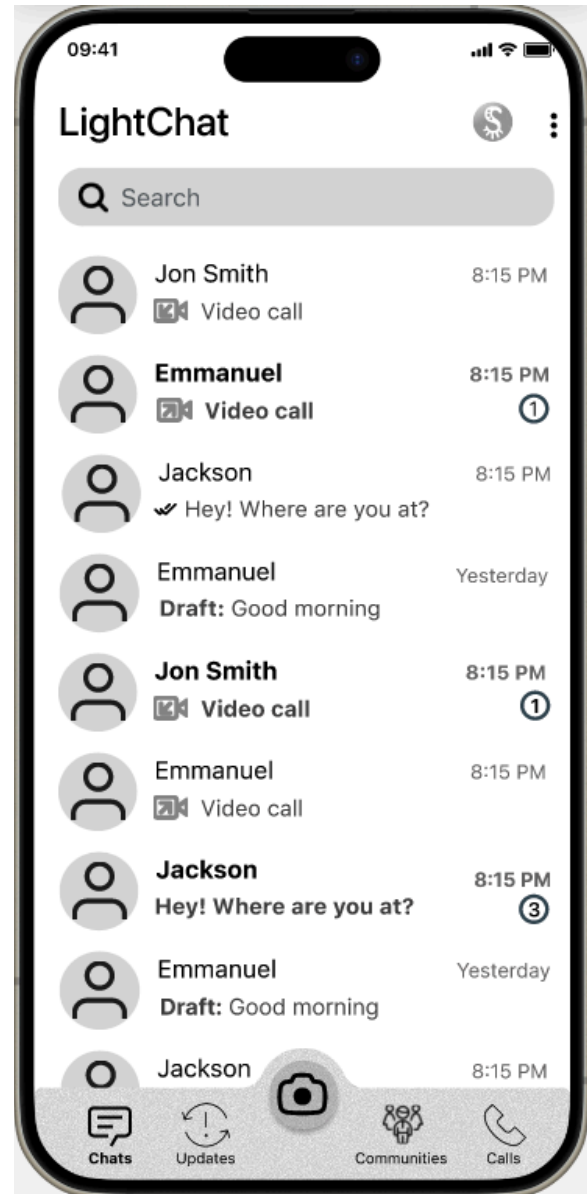 09:41
LightChat
Search
Jon Smith 8:15 PM
Video call
Emmanuel 8:15 PM
Video call 1
Jackson 8:15 PM
Hey! Where are you at?
Emmanuel Yesterday
Draft: Good morning
Jon Smith 8:15 PM
Video call 1
Emmanuel 8:15 PM
Video call
Jackson 8:15 PM
Hey! Where are you at? 3
Emmanuel Yesterday
Draft: Good morning
Jackson 8:15 PM
Chats Updates Communities Calls